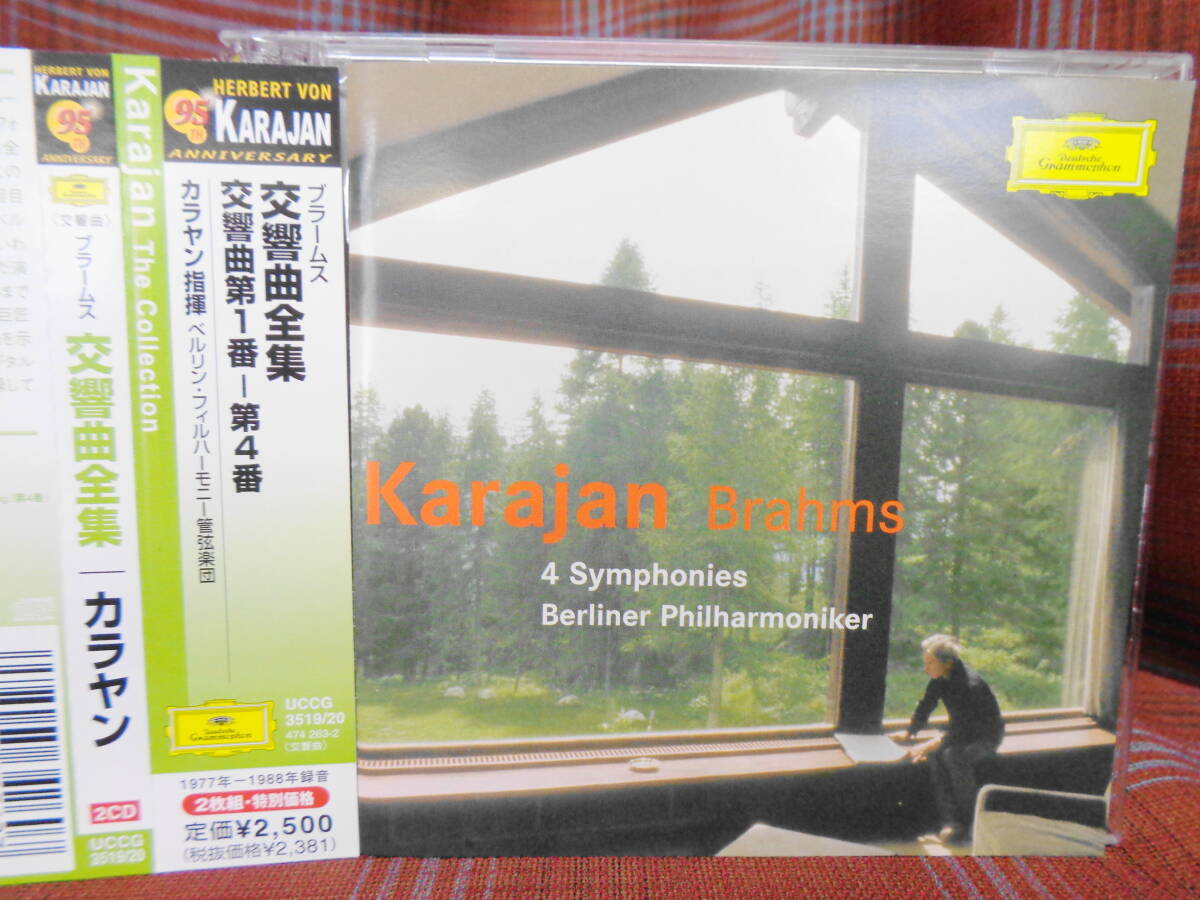 HERBERT VON
KARAJAN
95TH
ANNIVERSARY
〈交響曲〉
ブラームス
交響曲全集
カラヤン
2CD
UCCG
3519/20
Karajan The Collection
HERBERT VON
KARAJAN
95TH
ANNIVERSARY
ブラームス
交響曲全集
交響曲第1番−第4番
カラヤン指揮 ベルリン・フィルハーモニー管弦楽団
Deutsche
Grammophon
UCCG
3519/20
474 263-2
〈交響曲〉
1977年−1988年録音
2枚組・特別価格
定価¥2,500
(税抜価格¥2,381)
Deutsche
Grammophon
Karajan Brahms
4 Symphonies
Berliner Philharmoniker